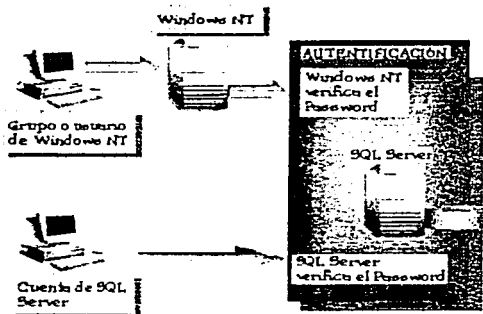 Windows NT
Grupo o usuario
de Windows NT
AUTENTIFICACIÓN
Windows NT
verifica el
Password
SQL Server
SQL Server
verifica el Password
Cuenta de SQL
Server